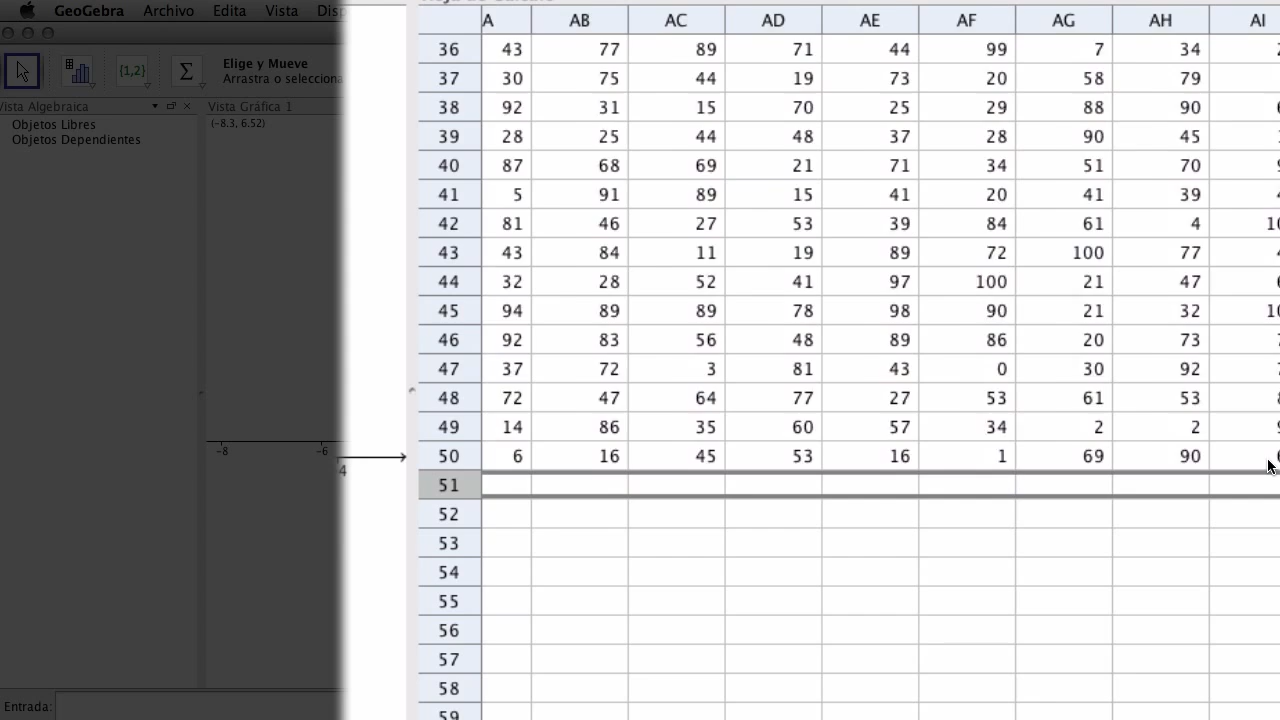 GeoGebra Archivo Edita Vista
Elige y Mueve
Arrastra o selecciona
{1,2}
Σ
Vista Algebraica
Vista Gráfica 1
Objetos Libres
Objetos Dependientes
(-8.3, 6.52)
-8 -6
4
Entrada:
A AB AC AD AE AF AG AH AI
36 43 77 89 71 44 99 7 34
37 30 75 44 19 73 20 58 79
38 92 31 15 70 25 29 88 90
39 28 25 44 48 37 28 90 45
40 87 68 69 21 71 34 51 70
41 5 91 89 15 41 20 41 39
42 81 46 27 53 39 84 61 4
43 43 84 11 19 89 72 100 77
44 32 28 52 41 97 100 21 47
45 94 89 89 78 98 90 21 32
46 92 83 56 48 89 86 20 73
47 37 72 3 81 43 0 30 92
48 72 47 64 77 27 53 61 53
49 14 86 35 60 57 34 2 2
50 6 16 45 53 16 1 69 90
51
52
53
54
55
56
57
58
59